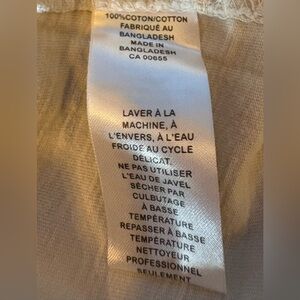 100%COTON/COTTON
FABRIQUÉ AU
BANGLADESH
MADE IN
BANGLADESH
CA 00655
LAVER À LA
MACHINE, À
L'ENVERS, À L'EAU
FROIDE AU CYCLE
DÉLICAT.
NE PAS UTILISER
L'EAU DE JAVEL
SÉCHER PAR
CULBUTAGE
À BASSE
TEMPÉRATURE
REPASSER À BASSE
TEMPÉRATURE
NETTOYEUR
PROFESSIONNEL
SEULEMENT